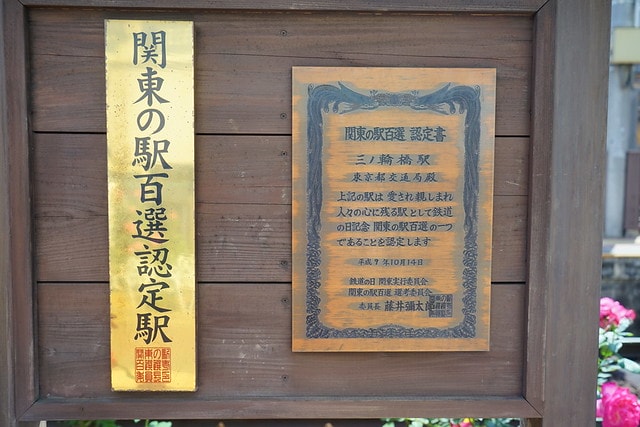 関東の駅百選認定駅
関東の駅百選 認定書
三ノ輪橋駅
東京都交通局殿
上記の駅は 愛され親しまれ
人々の心に残る駅として鉄道
の日記念 関東の駅百選の一つ
であることを認定します
平成9年10月14日
鉄道の日 関東実行委員会
関東の駅百選 選考委員会
委員長 藤井彌太郎